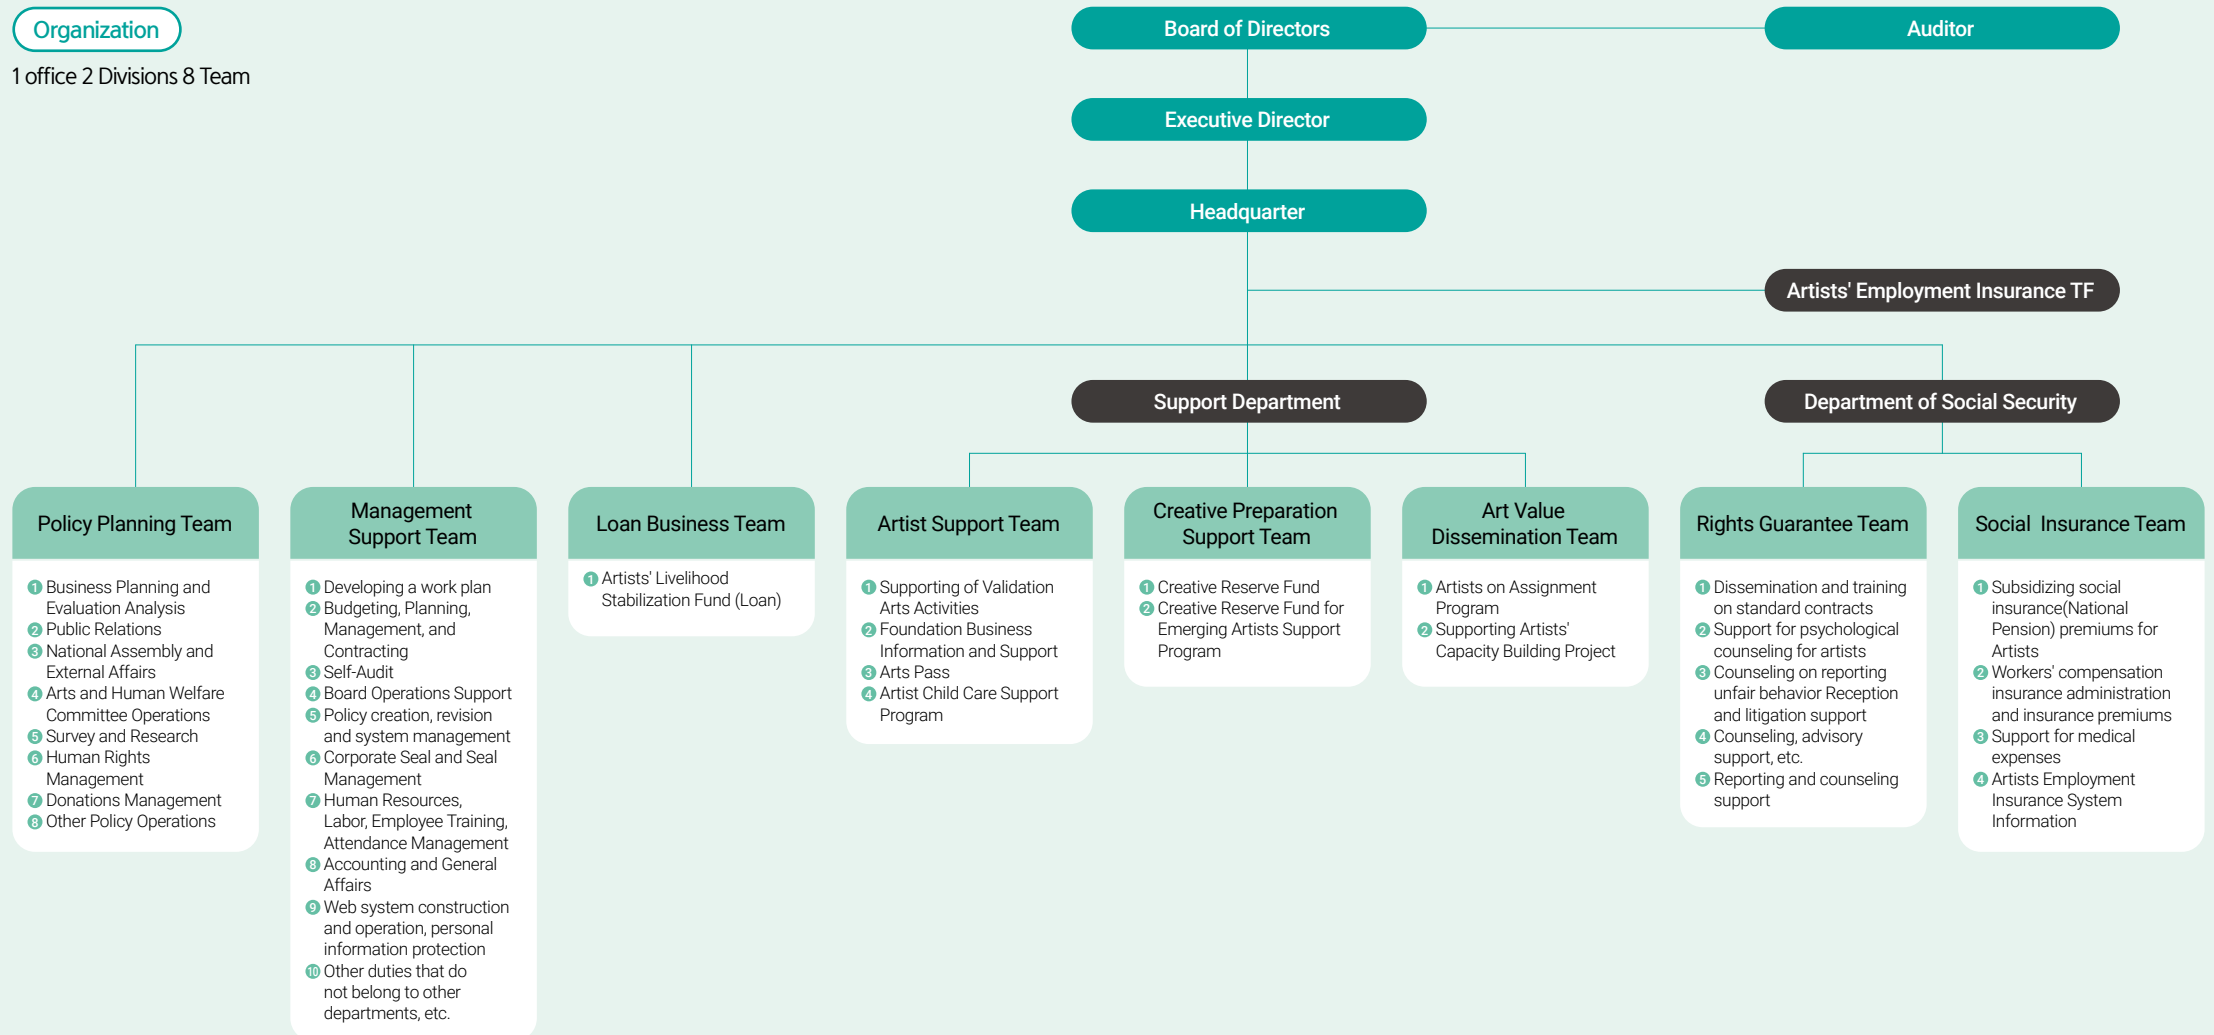 Organization
1 office 2 Divisions 8 Team
Board of Directors
Auditor
Executive Director
Headquarter
Artists' Employment Insurance TF
Support Department
Department of Social Security
Policy Planning Team
1 Business Planning and
Evaluation Analysis
2 Public Relations
3 National Assembly and
External Affairs
4 Arts and Human Welfare
Committee Operations
5 Survey and Research
6 Human Rights
Management
7 Donations Management
8 Other Policy Operations
Management
Support Team
1 Developing a work plan
2 Budgeting, Planning,
Management, and
Contracting
3 Self-Audit
4 Board Operations Support
5 Policy creation, revision
and system management
6 Corporate Seal and Seal
Management
7 Human Resources,
Labor, Employee Training,
Attendance Management
8 Accounting and General
Affairs
9 Web system construction
and operation, personal
information protection
10 Other duties that do
not belong to other
departments, etc.
Loan Business Team
1 Artists' Livelihood
Stabilization Fund (Loan)
Artist Support Team
1 Supporting of Validation
Arts Activities
2 Foundation Business
Information and Support
3 Arts Pass
4 Artist Child Care Support
Program
Creative Preparation
Support Team
1 Creative Reserve Fund
2 Creative Reserve Fund for
Emerging Artists Support
Program
Art Value
Dissemination Team
1 Artists on Assignment
Program
2 Supporting Artists'
Capacity Building Project
Rights Guarantee Team
1 Dissemination and training
on standard contracts
2 Support for psychological
counseling for artists
3 Counseling on reporting
unfair behavior Reception
and litigation support
4 Counseling, advisory
support, etc.
5 Reporting and counseling
support
Social Insurance Team
1 Subsidizing social
insurance(National
Pension) premiums for
Artists
2 Workers' compensation
insurance administration
and insurance premiums
3 Support for medical
expenses
4 Artists Employment
Insurance System
Information